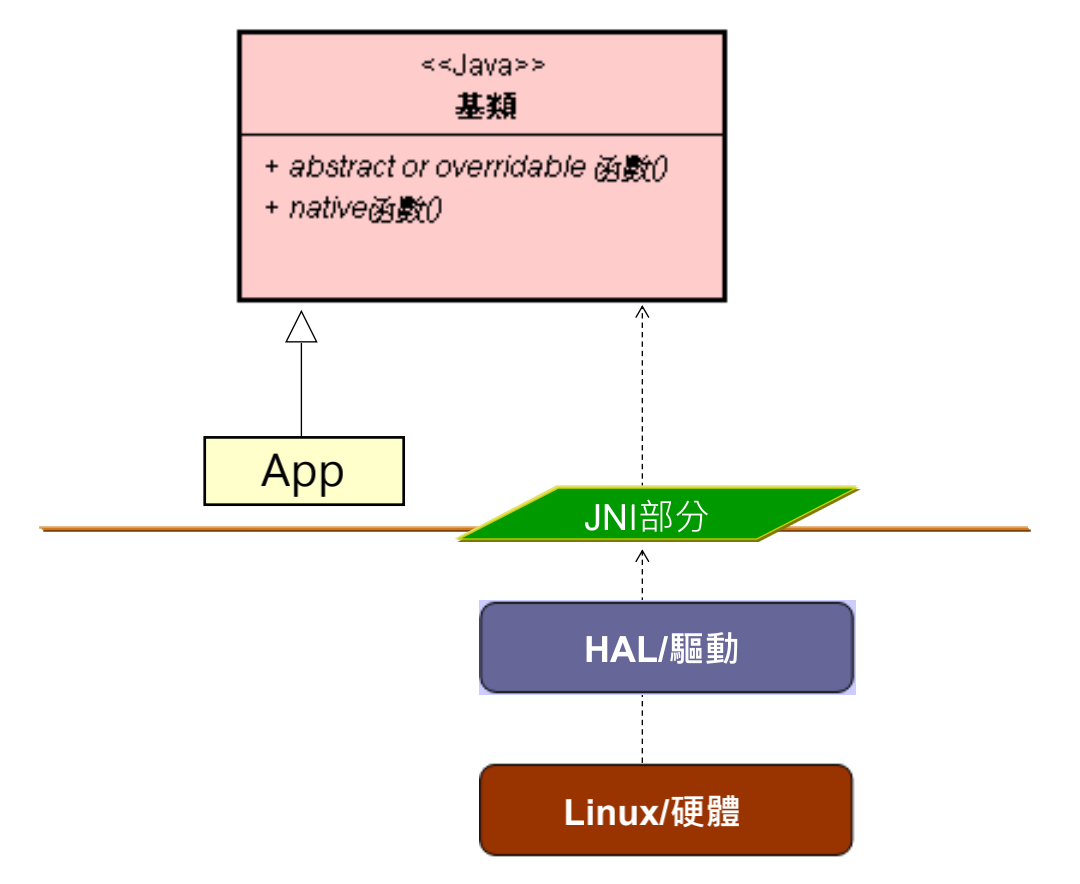 <<Java>>
基類
+ abstract or overridable 函數()
+ native函數()
App
JNI部分
HAL/驅動
Linux/硬體